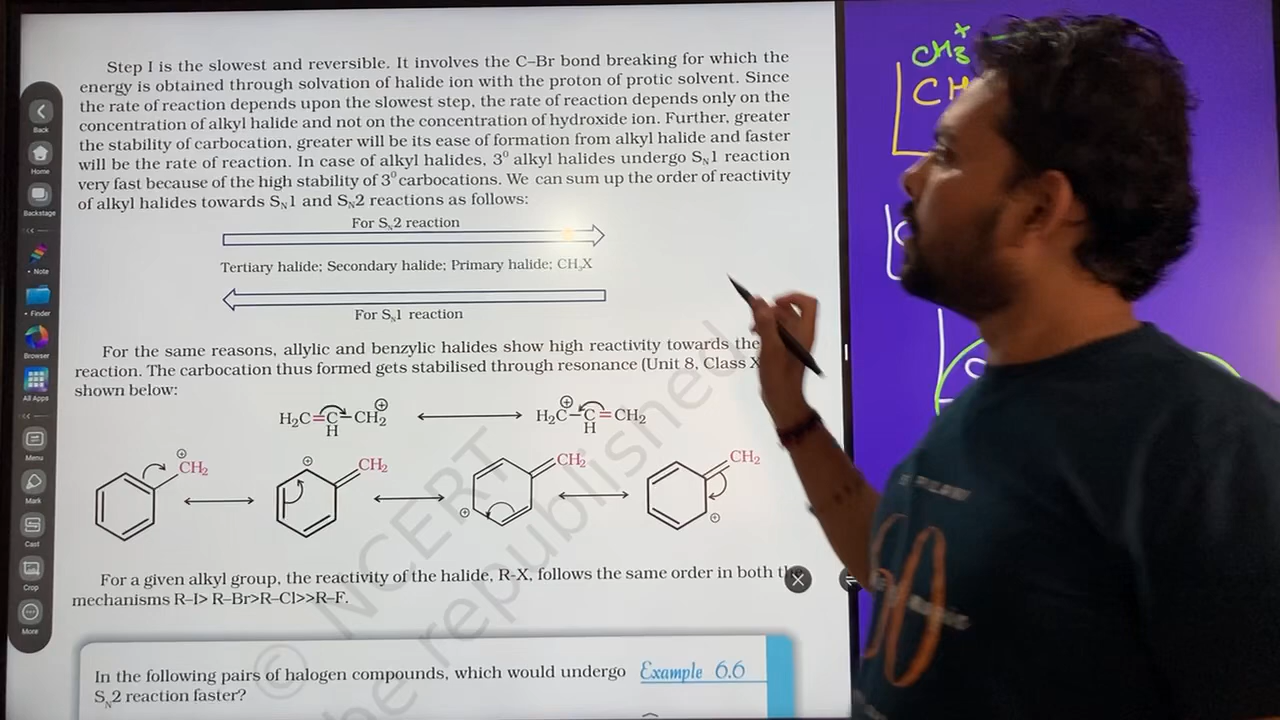 Step I is the slowest and reversible. It involves the C–Br bond breaking for which the
energy is obtained through solvation of halide ion with the proton of protic solvent. Since
the rate of reaction depends upon the slowest step, the rate of reaction depends only on the
concentration of alkyl halide and not on the concentration of hydroxide ion. Further, greater
the stability of carbocation, greater will be its ease of formation from alkyl halide and faster
will be the rate of reaction. In case of alkyl halides, 3⁰ alkyl halides undergo SN1 reaction
very fast because of the high stability of 3⁰ carbocations. We can sum up the order of reactivity
of alkyl halides towards SN1 and SN2 reactions as follows:
For SN2 reaction
Tertiary halide; Secondary halide; Primary halide; CH3X
For SN1 reaction
For the same reasons, allylic and benzylic halides show high reactivity towards the
reaction. The carbocation thus formed gets stabilised through resonance (Unit 8, Class X
shown below:
H₂C=C–CH₂ ⊕ H₂C–C=CH₂ ⊕
H H
⊕ CH₂ ⊕ CH₂ ⊕ CH₂ ⊕ CH₂
For a given alkyl group, the reactivity of the halide, R-X, follows the same order in both
mechanisms R–I> R–Br>R–Cl>>R–F.
In the following pairs of halogen compounds, which would undergo
SN2 reaction faster?
Example 6.6
© NCERT
be republished
Back
Home
Backstage
Note
Finder
Browser
All Apps
Menu
Mark
Cast
Crop
More
CH₃⁺
CH